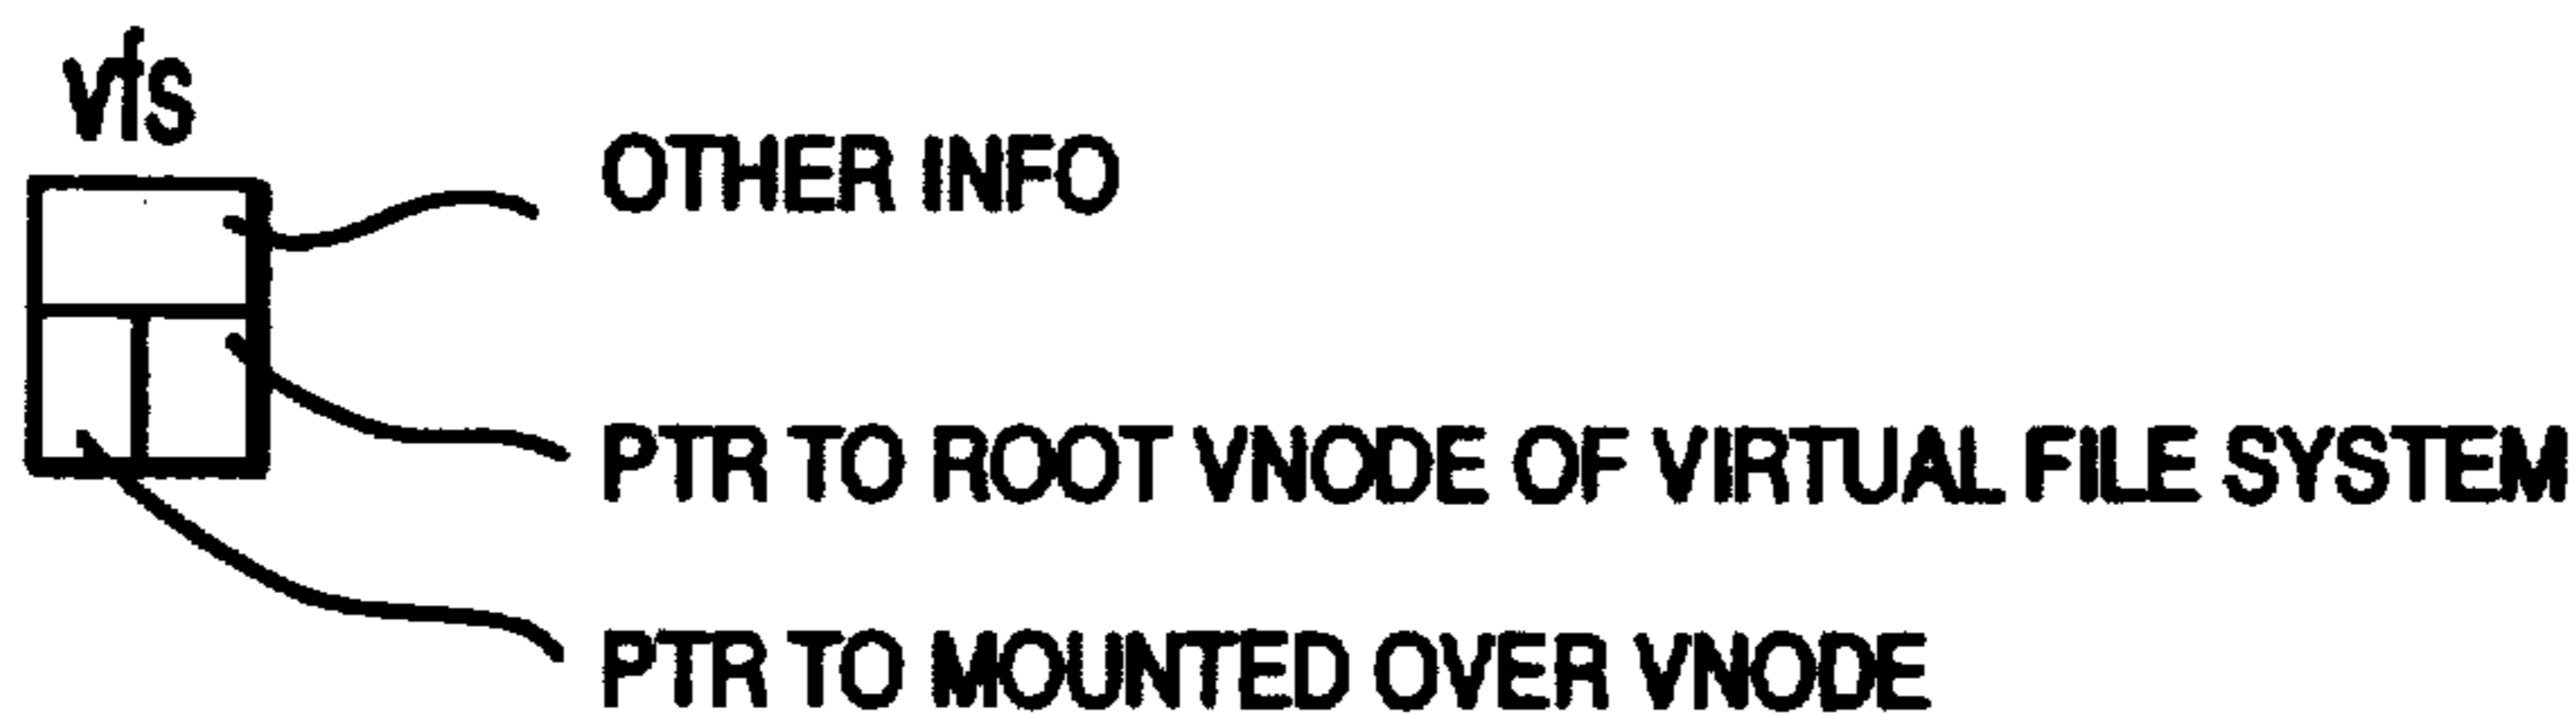 vfs
OTHER INFO
PTR TO ROOT VNODE OF VIRTUAL FILE SYSTEM
PTR TO MOUNTED OVER VNODE